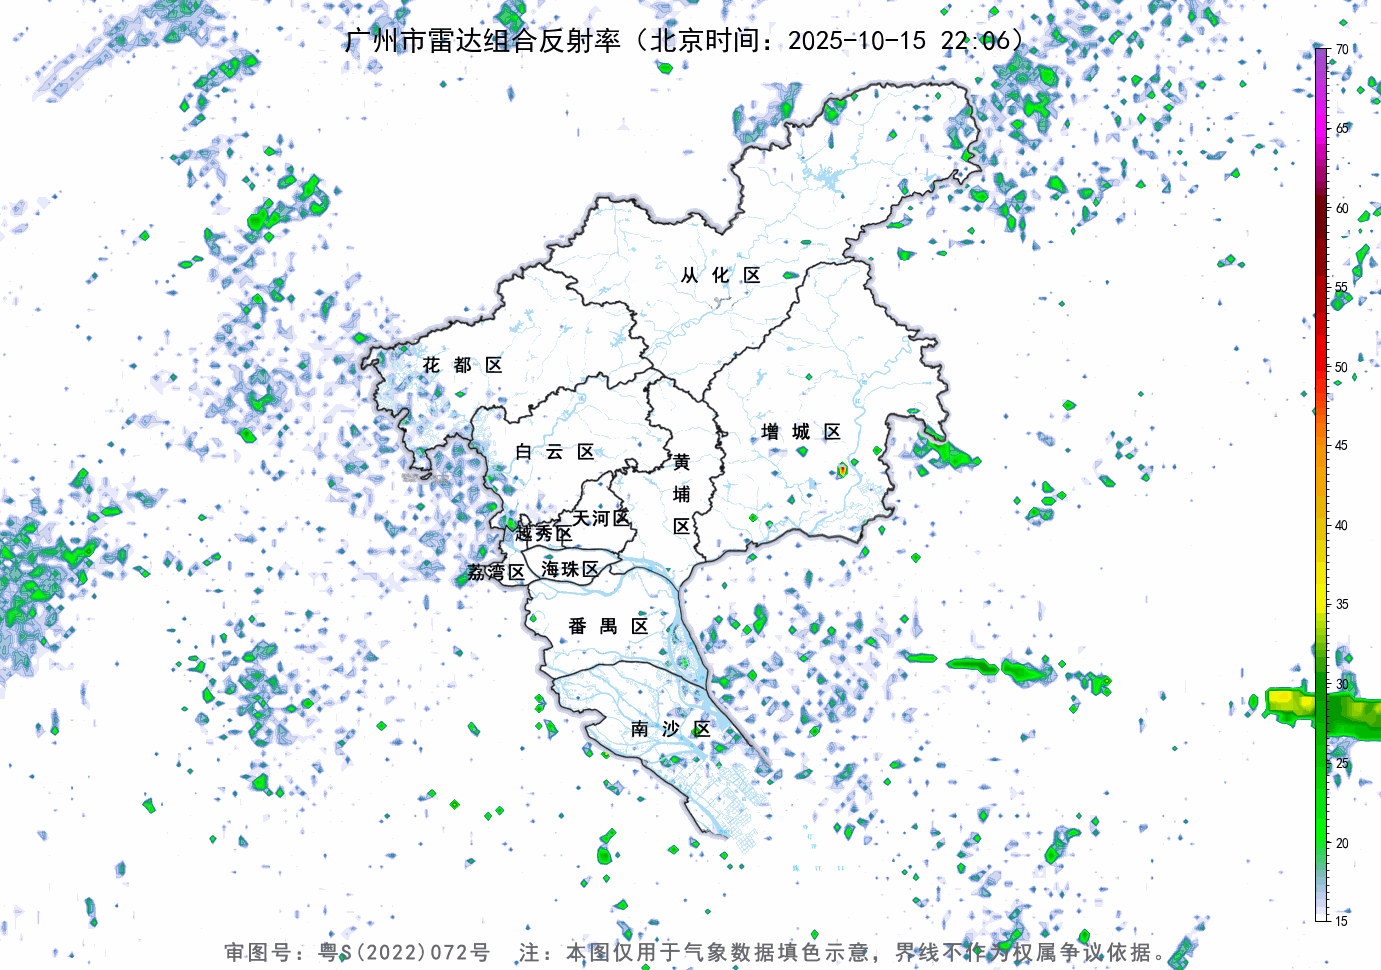 广州市雷达组合反射率（北京时间：2025-10-15 22:06）
70
65
60
55
50
45
40
35
30
25
20
15
从化区
花都区
增城区
白云区
黄埔区
天河区
越秀区
荔湾区
海珠区
番禺区
南沙区
审图号：粤S(2022)072号 注：本图仅用于气象数据填色示意，界线不作为权属争议依据。